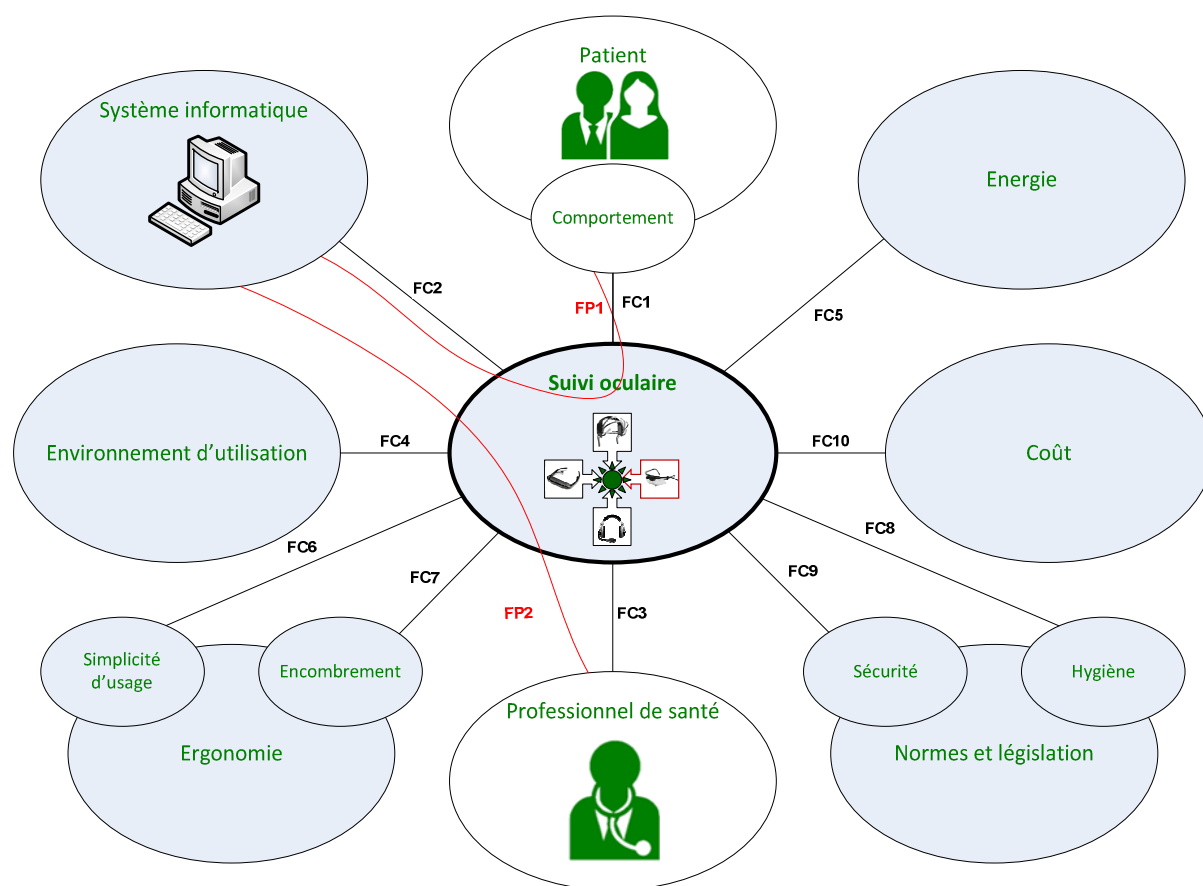 Patient
Système informatique
Energie
Comportement
FC2
FP1
FC1
FC5
Suivi oculaire
Environnement d’utilisation
FC4
FC10
Coût
FC6
FC8
FC7
FC9
FP2
FC3
Simplicité
d’usage
Encombrement
Sécurité
Hygiène
Professionnel de santé
Ergonomie
Normes et législation